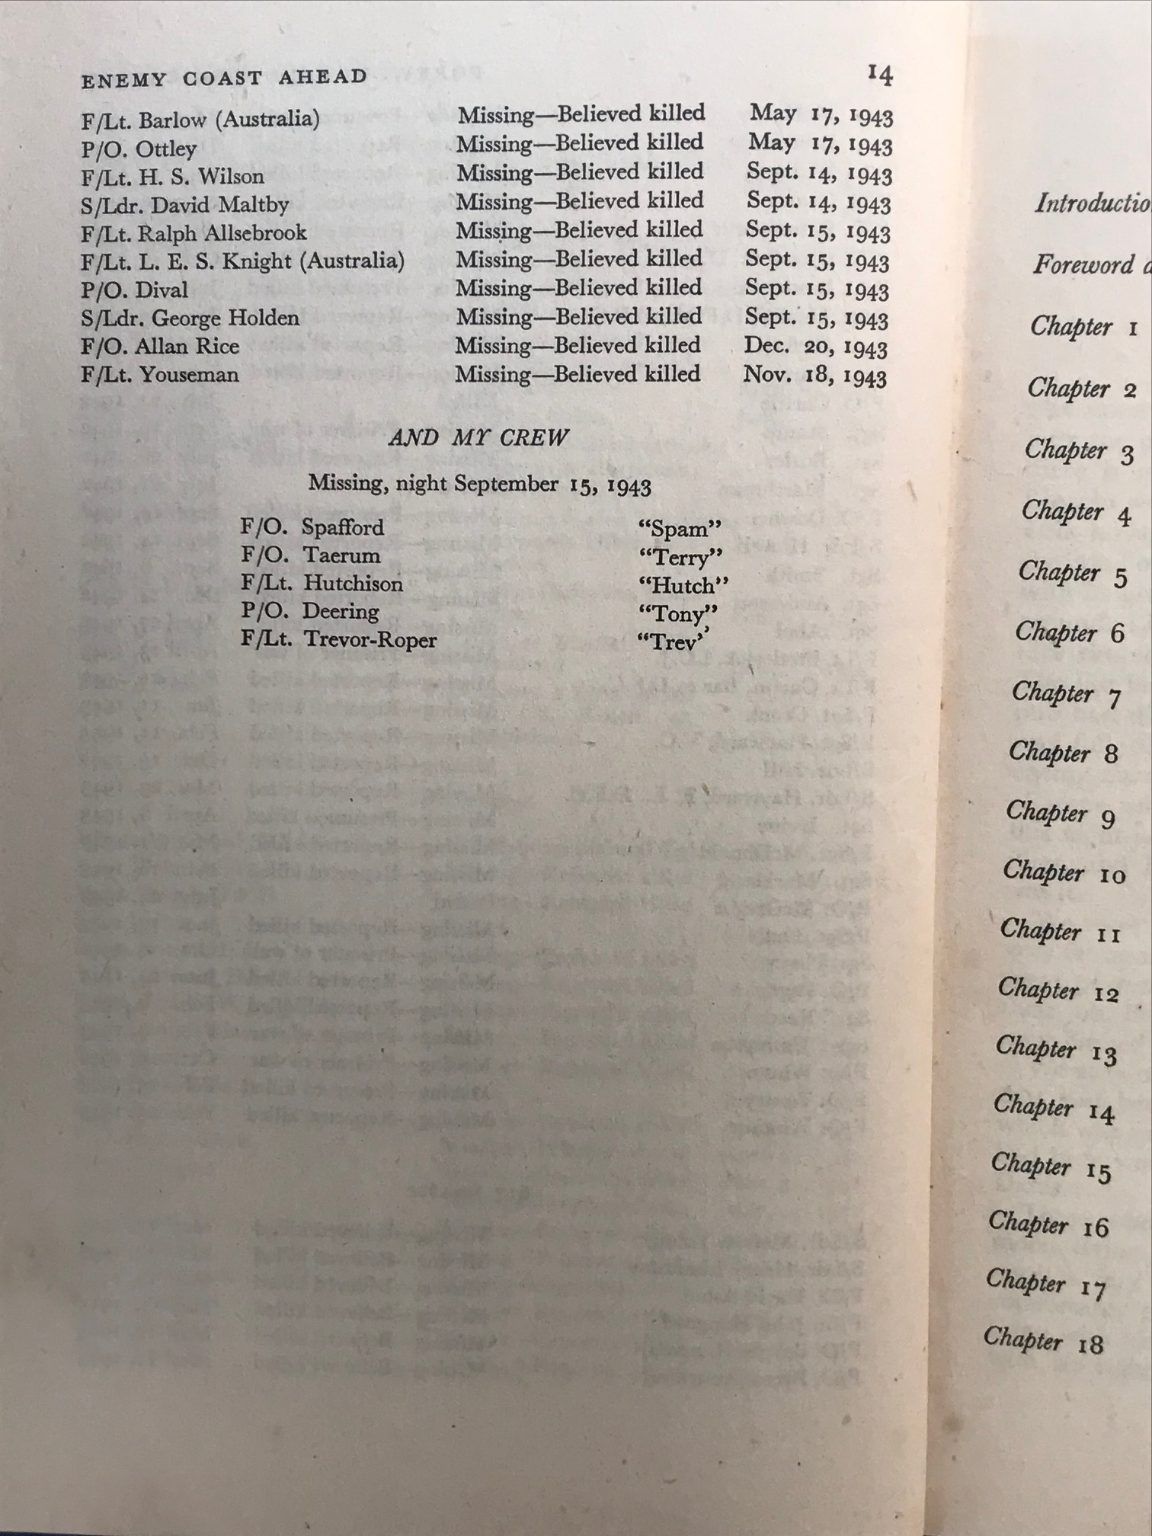 ENEMY COAST AHEAD 14
F/Lt. Barlow (Australia) Missing—Believed killed May 17, 1943
P/O. Ottley Missing—Believed killed May 17, 1943
F/Lt. H. S. Wilson Missing—Believed killed Sept. 14, 1943
S/Ldr. David Maltby Missing—Believed killed Sept. 14, 1943
F/Lt. Ralph Allsebrook Missing—Believed killed Sept. 15, 1943
F/Lt. L. E. S. Knight (Australia) Missing—Believed killed Sept. 15, 1943
P/O. Dival Missing—Believed killed Sept. 15, 1943
S/Ldr. George Holden Missing—Believed killed Sept. 15, 1943
F/O. Allan Rice Missing—Believed killed Dec. 20, 1943
F/Lt. Youseman Missing—Believed killed Nov. 18, 1943
AND MY CREW
Missing, night September 15, 1943
F/O. Spafford “Spam”
F/O. Taerum “Terry”
F/Lt. Hutchison “Hutch”
P/O. Deering “Tony”
F/Lt. Trevor-Roper “Trev”
Introductio
Foreword
Chapter 1
Chapter 2
Chapter 3
Chapter 4
Chapter 5
Chapter 6
Chapter 7
Chapter 8
Chapter 9
Chapter 10
Chapter 11
Chapter 12
Chapter 13
Chapter 14
Chapter 15
Chapter 16
Chapter 17
Chapter 18